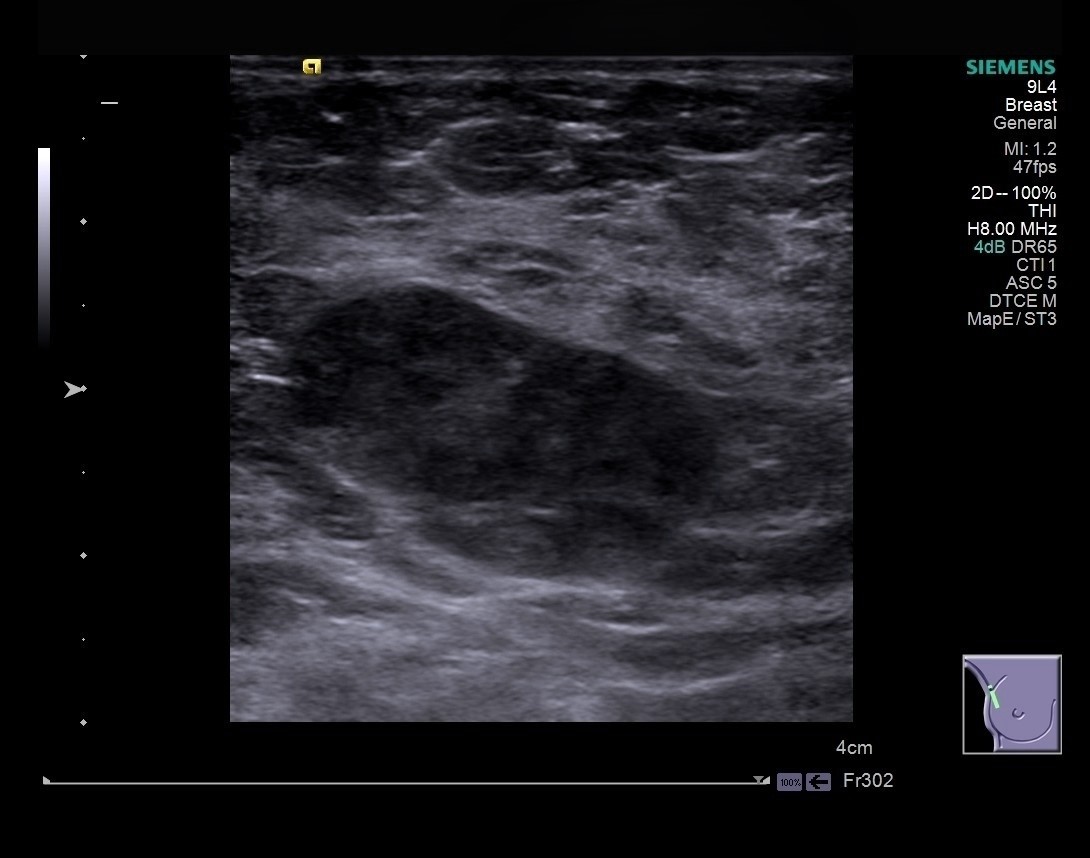 SIEMENS
9L4
Breast
General
MI: 1.2
47fps
2D--100%
THI
H8.00 MHz
4dB DR65
CTI 1
ASC 5
DTCE M
MapE / ST3
4cm
100%
Fr302